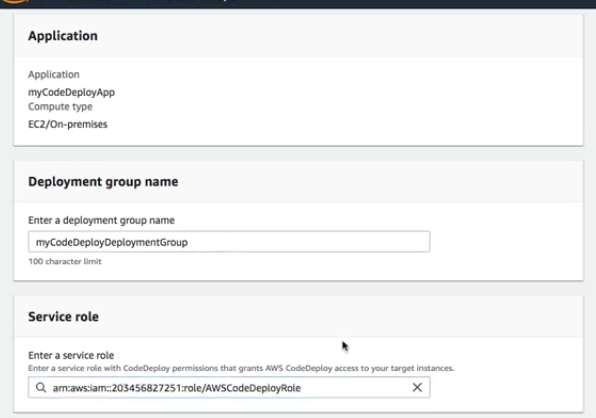 Application
Application
myCodeDeployApp
Compute type
EC2/On-premises
Deployment group name
Enter a deployment group name
myCodeDeployDeploymentGroup
100 character limit
Service role
Enter a service role
Enter a service role with CodeDeploy permissions that grants AWS CodeDeploy access to your target instances.
arn:aws:iam::203456827251:role/AWSCodeDeployRole